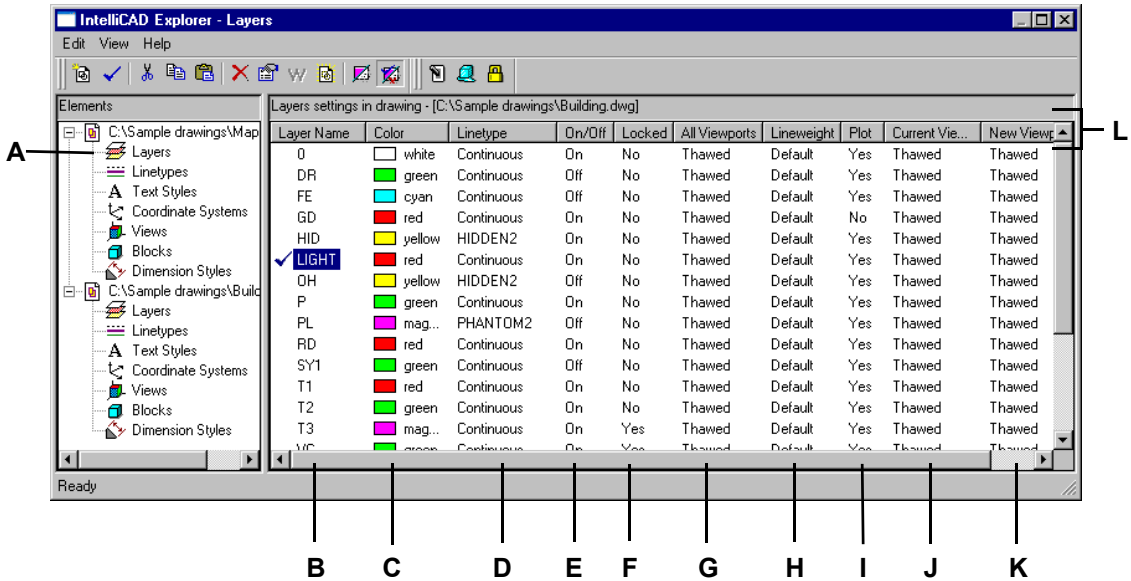 IntelliCAD Explorer - Layers
Edit View Help
Elements
Layers settings in drawing - [C:\Sample drawings\Building.dwg]
C:\Sample drawings\Map
Layers
Linetypes
A Text Styles
Coordinate Systems
Views
Blocks
Dimension Styles
C:\Sample drawings\Build
Layers
Linetypes
A Text Styles
Coordinate Systems
Views
Blocks
Dimension Styles
Layer Name Color Linetype On/Off Locked All Viewports Lineweight Plot Current Vie... New Viewp
0 white Continuous On No Thawed Default Yes Thawed Thawed
DR green Continuous Off No Thawed Default Yes Thawed Thawed
FE cyan Continuous Off No Thawed Default Yes Thawed Thawed
GD red Continuous On No Thawed Default No Thawed Thawed
HID yellow HIDDEN2 On No Thawed Default Yes Thawed Thawed
LIGHT red Continuous On No Thawed Default Yes Thawed Thawed
OH yellow HIDDEN2 Off No Thawed Default Yes Thawed Thawed
P green Continuous On No Thawed Default Yes Thawed Thawed
PL mag... PHANTOM2 Off No Thawed Default Yes Thawed Thawed
RD red Continuous On No Thawed Default Yes Thawed Thawed
SY1 green Continuous Off No Thawed Default Yes Thawed Thawed
T1 red Continuous On No Thawed Default Yes Thawed Thawed
T2 green Continuous On No Thawed Default Yes Thawed Thawed
T3 mag... Continuous On Yes Thawed Default Yes Thawed Thawed
green Continuous On Yes Thawed Default Yes Thawed Thawed
Ready
A
L
B C D E F G H I J K